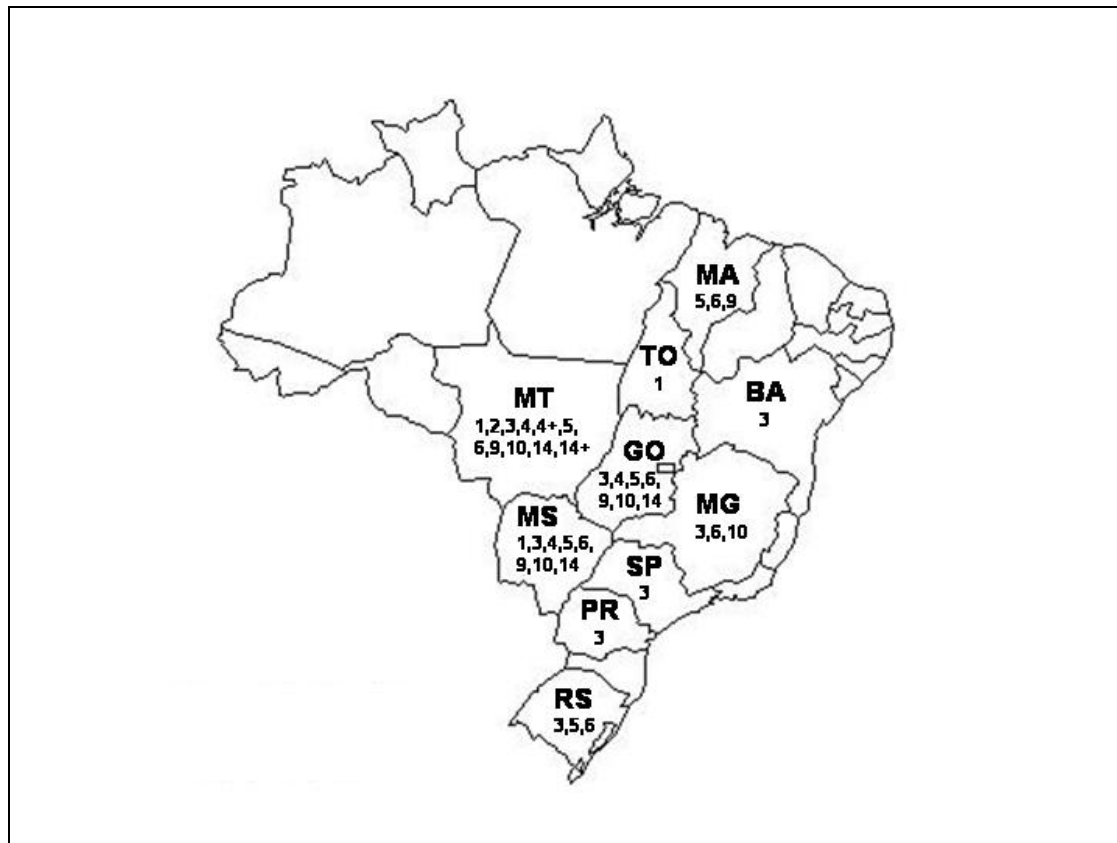 MA
5,6,9
TO
1
BA
3
MT
1,2,3,4,4+,5,
6,9,10,14,14+
GO
3,4,5,6,
9,10,14
MG
3,6,10
MS
1,3,4,5,6,
9,10,14
SP
3
PR
3
RS
3,5,6